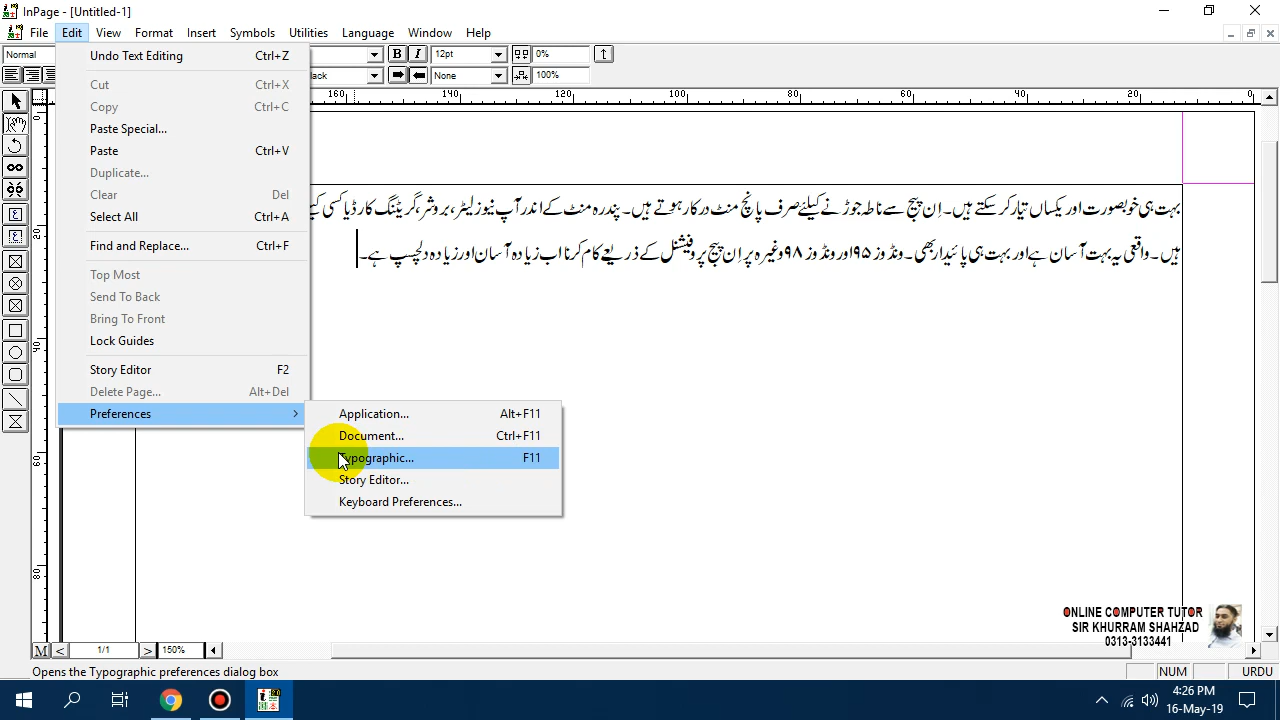 InPage - [Untitled-1]
File Edit View Format Insert Symbols Utilities Language Window Help
Normal
B I 12pt 0%
lack None 100%
Undo Text Editing Ctrl+Z
Cut Ctrl+X
Copy Ctrl+C
Paste Special...
Paste Ctrl+V
Duplicate...
Clear Del
Select All Ctrl+A
Find and Replace... Ctrl+F
Top Most
Send To Back
Bring To Front
Lock Guides
Story Editor F2
Delete Page... Alt+Del
Preferences
Application... Alt+F11
Document... Ctrl+F11
Typographic... F11
Story Editor...
Keyboard Preferences...
160 140 120 100 80 60 40 20 0
0
20
40
60
80
بہت ہی خوبصورت اور یکساں تیار کر سکتے ہیں۔ اِن پیج سے ناطہ جوڑنے کیلئے صرف پانچ منٹ درکار ہوتے ہیں۔ پندرہ منٹ کے اندر آپ نیوز لیٹر، بروشر، گریٹنگ کارڈ یا کسی
ہیں۔ واقعی یہ بہت آسان ہے اور بہت ہی پائیدار بھی۔ ونڈوز ۹۵ اور ونڈوز ۹۸ وغیرہ پر اِن پیج پروفیشنل کے ذریعے کام کرنا اب زیادہ آسان اور زیادہ دلچسپ ہے۔
ONLINE COMPUTER TUTOR
SIR KHURRAM SHAHZAD
0313-3133441
M < 1/1 > 150%
Opens the Typographic preferences dialog box
NUM URDU
4:26 PM
16-May-19